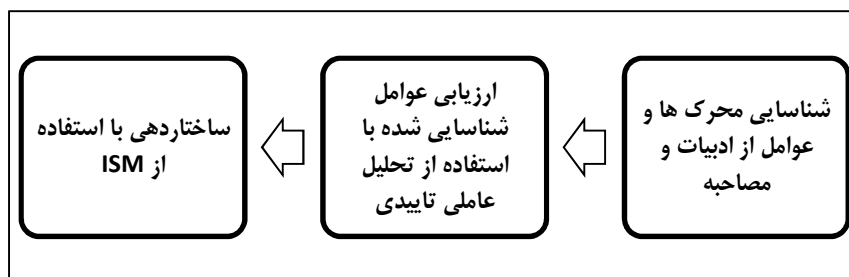 شناسایی محرک ها و
عوامل از ادبیات و
مصاحبه
ارزیابی عوامل
شناسایی شده با
استفاده از تحلیل
عاملی تاییدی
ساختاردهی با استفاده
از ISM